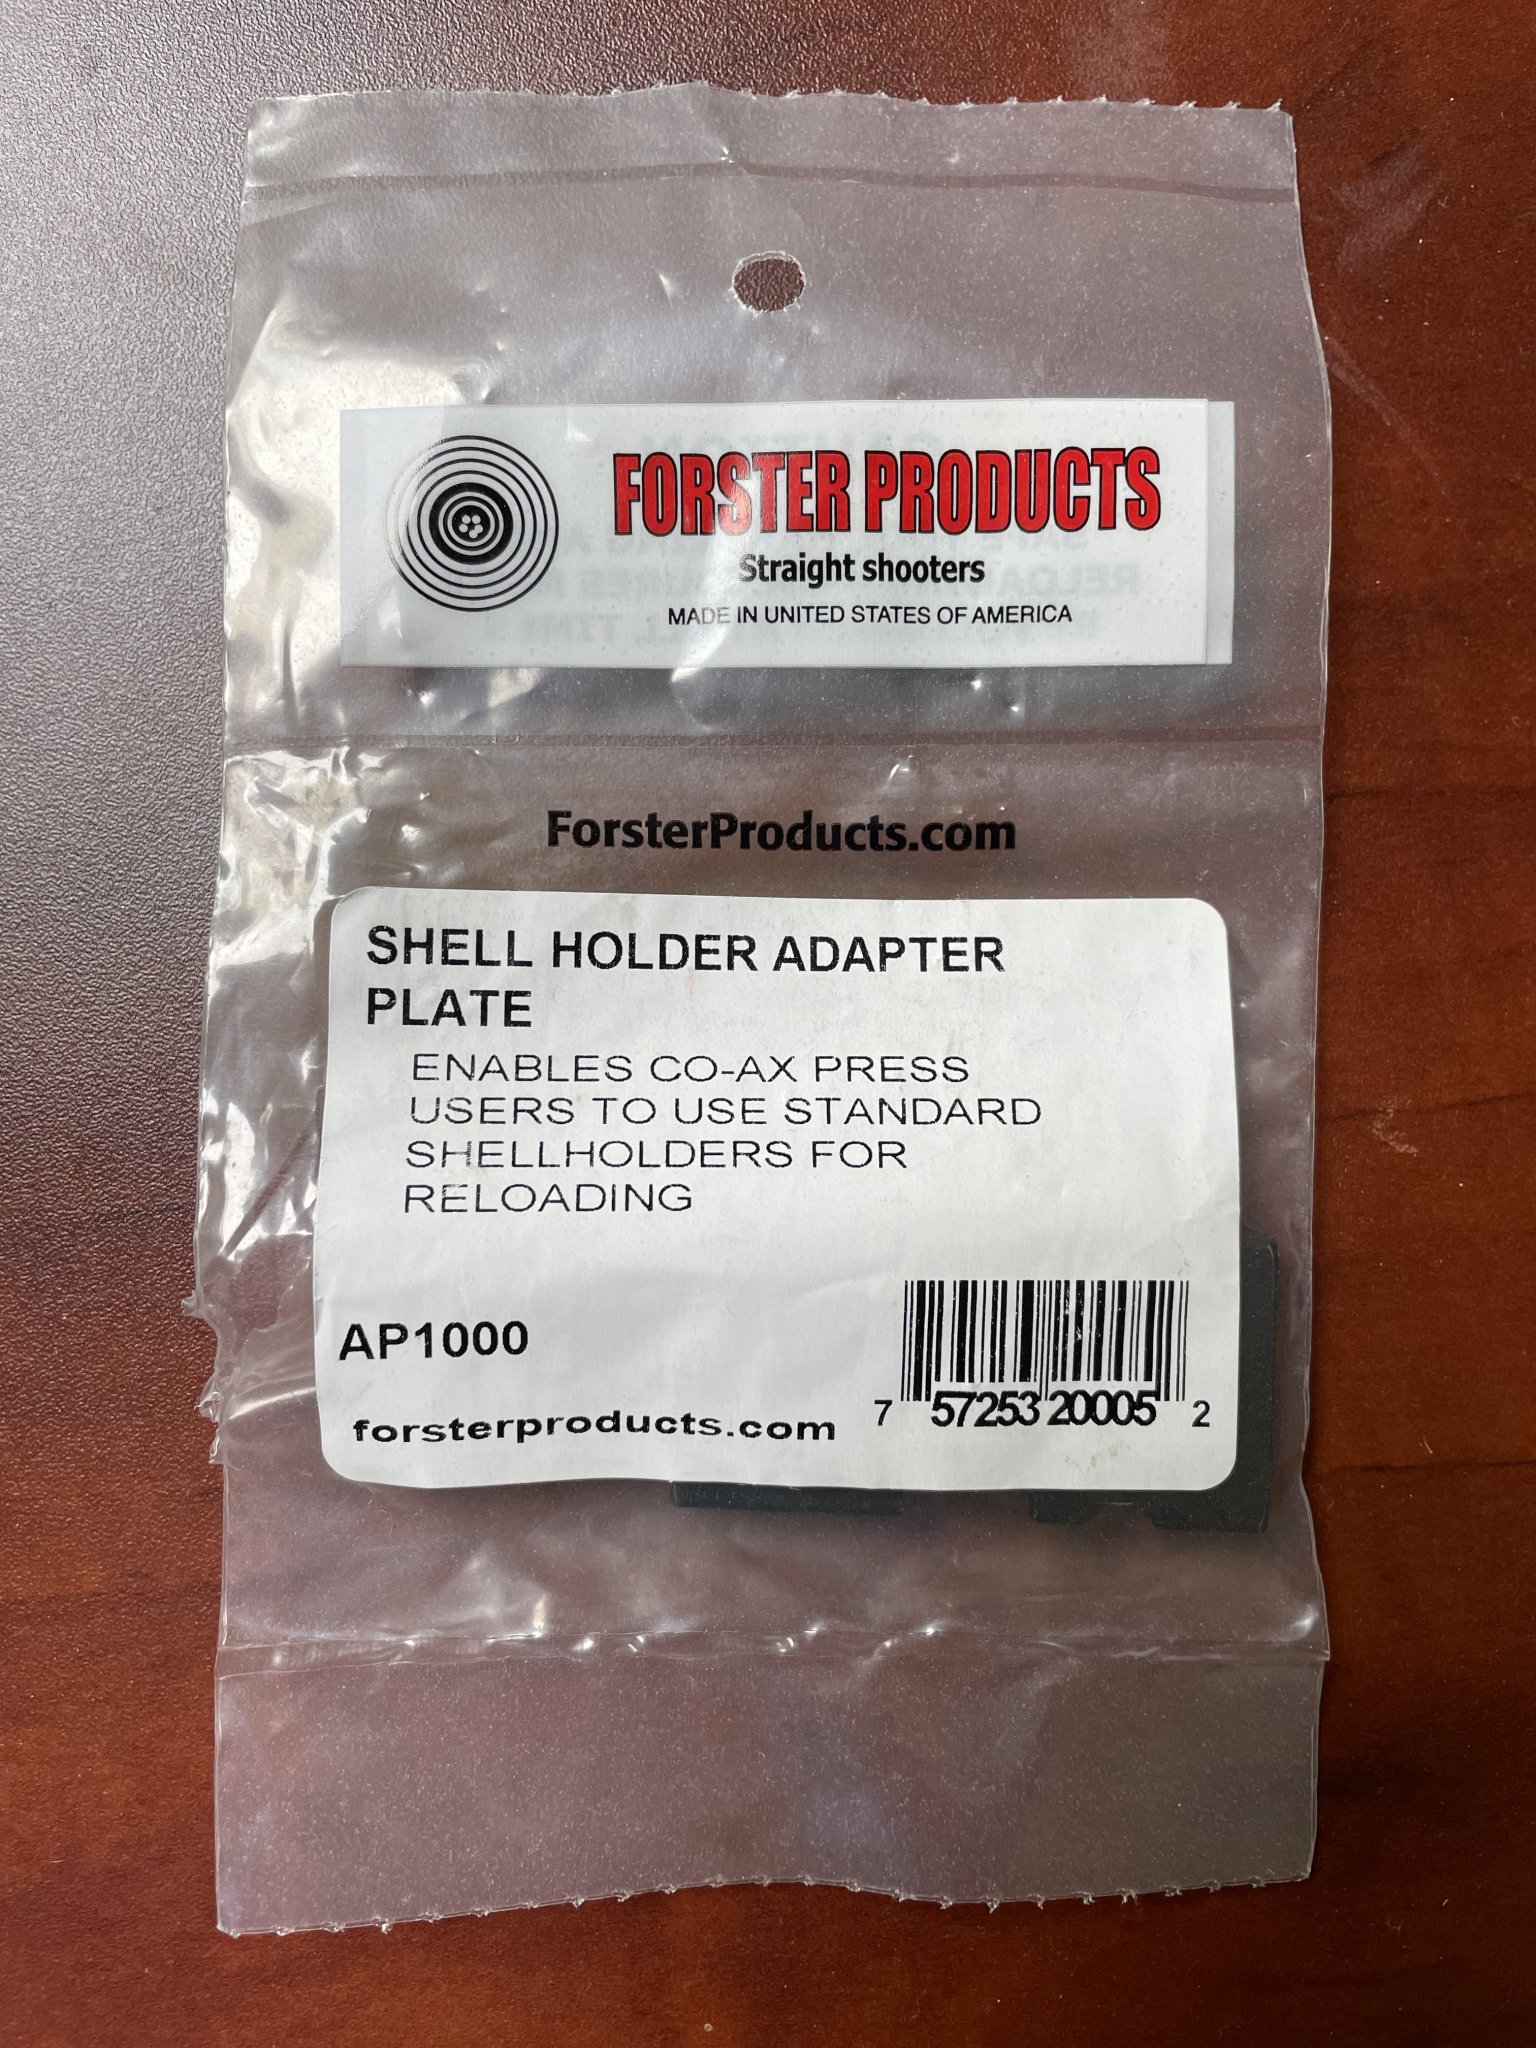 FORSTER PRODUCTS
Straight shooters
MADE IN UNITED STATES OF AMERICA
ForsterProducts.com
SHELL HOLDER ADAPTER
PLATE
ENABLES CO-AX PRESS
USERS TO USE STANDARD
SHELLHOLDERS FOR
RELOADING
AP1000
forsterproducts.com
7 57253 20005 2